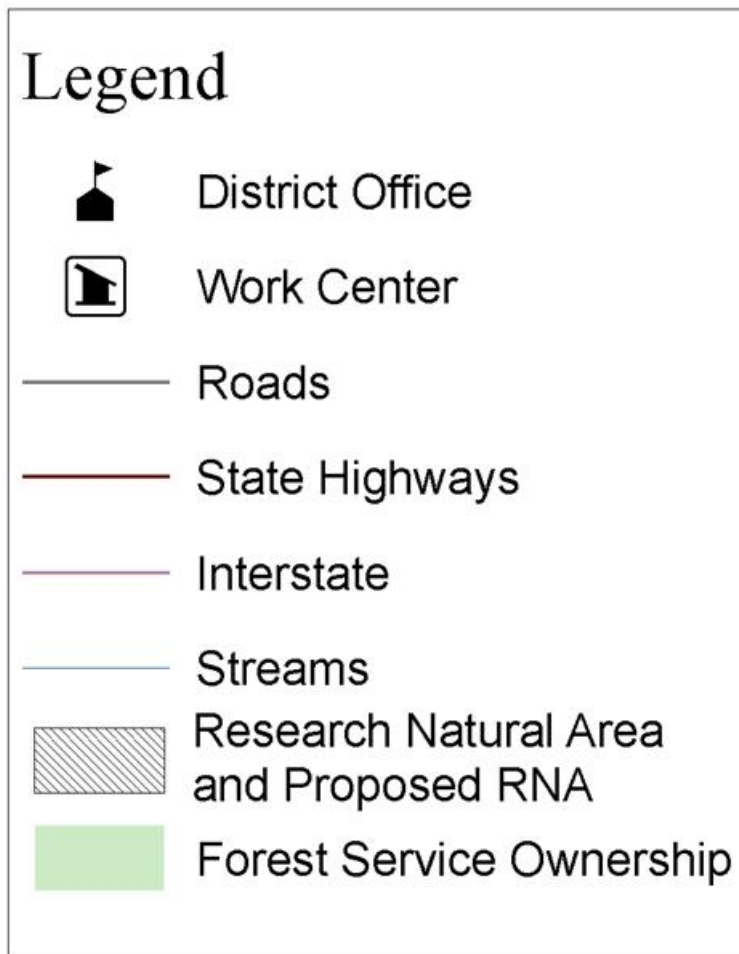 Legend
District Office
Work Center
Roads
State Highways
Interstate
Streams
Research Natural Area
and Proposed RNA
Forest Service Ownership